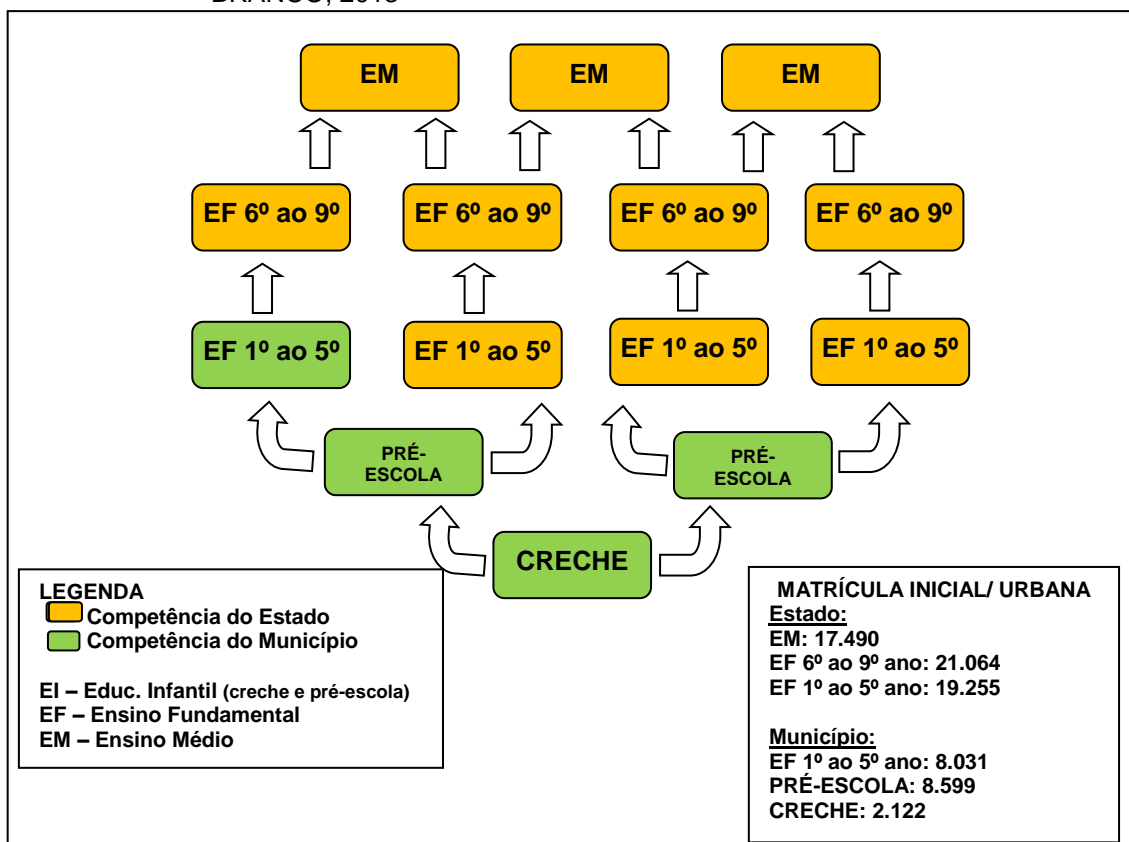 EM
EM
EM
EF 6º ao 9º
EF 6º ao 9º
EF 6º ao 9º
EF 6º ao 9º
EF 1º ao 5º
EF 1º ao 5º
EF 1º ao 5º
EF 1º ao 5º
PRÉ-
ESCOLA
PRÉ-
ESCOLA
CRECHE
LEGENDA
Competência do Estado
Competência do Município
EI – Educ. Infantil (creche e pré-escola)
EF – Ensino Fundamental
EM – Ensino Médio
MATRÍCULA INICIAL/ URBANA
Estado:
EM: 17.490
EF 6º ao 9º ano: 21.064
EF 1º ao 5º ano: 19.255
Município:
EF 1º ao 5º ano: 8.031
PRÉ-ESCOLA: 8.599
CRECHE: 2.122